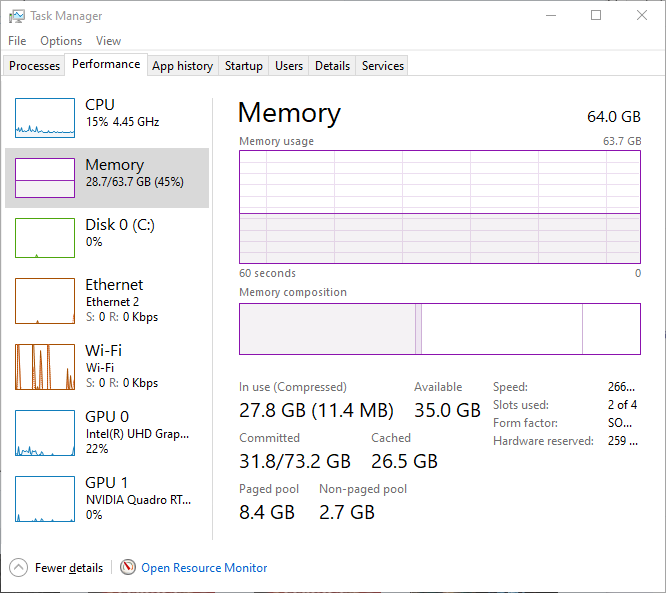 Task Manager
File Options View
Processes Performance App history Startup Users Details Services
CPU
15% 4.45 GHz
Memory
28.7/63.7 GB (45%)
Disk 0 (C:)
0%
Ethernet
Ethernet 2
S: 0 R: 0 Kbps
Wi-Fi
Wi-Fi
S: 0 R: 0 Kbps
GPU 0
Intel(R) UHD Grap...
22%
GPU 1
NVIDIA Quadro RT...
0%
Memory 64.0 GB
Memory usage 63.7 GB
60 seconds 0
Memory composition
In use (Compressed) Available
27.8 GB (11.4 MB) 35.0 GB
Committed Cached
31.8/73.2 GB 26.5 GB
Paged pool Non-paged pool
8.4 GB 2.7 GB
Speed: 266...
Slots used: 2 of 4
Form factor: SO...
Hardware reserved: 259 ...
Fewer details Open Resource Monitor